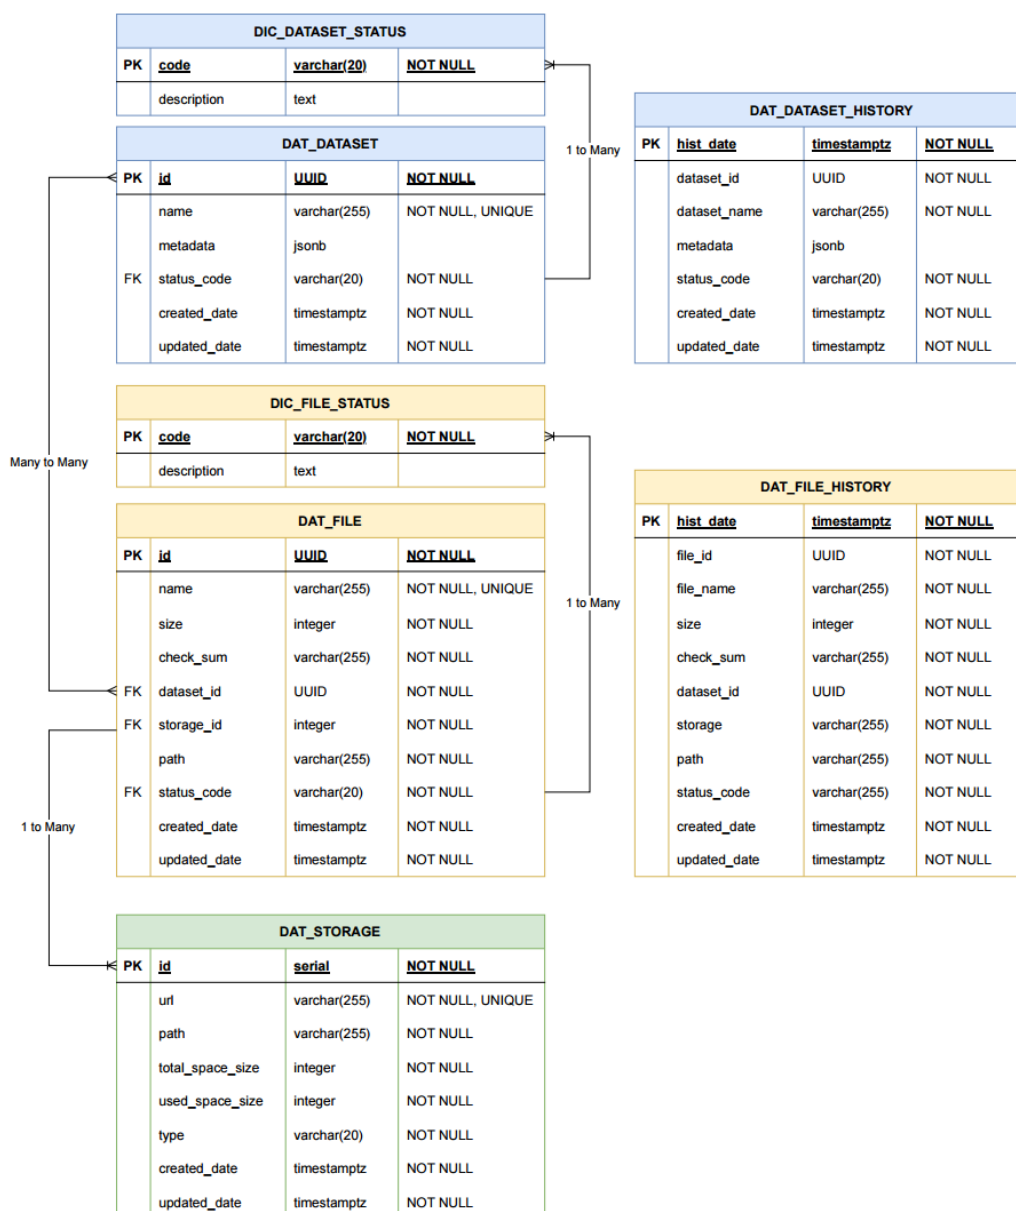 DIC_DATASET_STATUS
PK code varchar(20) NOT NULL
description text
DAT_DATASET
PK id UUID NOT NULL
name varchar(255) NOT NULL, UNIQUE
metadata jsonb
FK status_code varchar(20) NOT NULL
created_date timestamptz NOT NULL
updated_date timestamptz NOT NULL
1 to Many
DAT_DATASET_HISTORY
PK hist_date timestamptz NOT NULL
dataset_id UUID NOT NULL
dataset_name varchar(255) NOT NULL
metadata jsonb
status_code varchar(20) NOT NULL
created_date timestamptz NOT NULL
updated_date timestamptz NOT NULL
Many to Many
DIC_FILE_STATUS
PK code varchar(20) NOT NULL
description text
DAT_FILE
PK id UUID NOT NULL
name varchar(255) NOT NULL, UNIQUE
size integer NOT NULL
check_sum varchar(255) NOT NULL
FK dataset_id UUID NOT NULL
FK storage_id integer NOT NULL
path varchar(255) NOT NULL
FK status_code varchar(20) NOT NULL
created_date timestamptz NOT NULL
updated_date timestamptz NOT NULL
1 to Many
DAT_FILE_HISTORY
PK hist_date timestamptz NOT NULL
file_id UUID NOT NULL
file_name varchar(255) NOT NULL
size integer NOT NULL
check_sum varchar(255) NOT NULL
dataset_id UUID NOT NULL
storage varchar(255) NOT NULL
path varchar(255) NOT NULL
status_code varchar(255) NOT NULL
created_date timestamptz NOT NULL
updated_date timestamptz NOT NULL
1 to Many
DAT_STORAGE
PK id serial NOT NULL
url varchar(255) NOT NULL, UNIQUE
path varchar(255) NOT NULL
total_space_size integer NOT NULL
used_space_size integer NOT NULL
type varchar(20) NOT NULL
created_date timestamptz NOT NULL
updated_date timestamptz NOT NULL